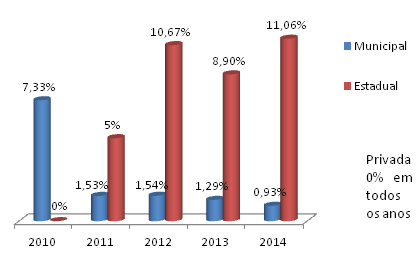 7,33%
0%
1,53%
5%
1,54%
10,67%
1,29%
8,90%
0,93%
11,06%
2010
2011
2012
2013
2014
Municipal
Estadual
Privada
0% em
todos
os anos